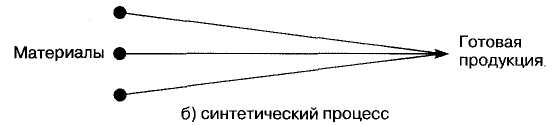 Материалы
Готовая
продукция.
б) синтетический процесс